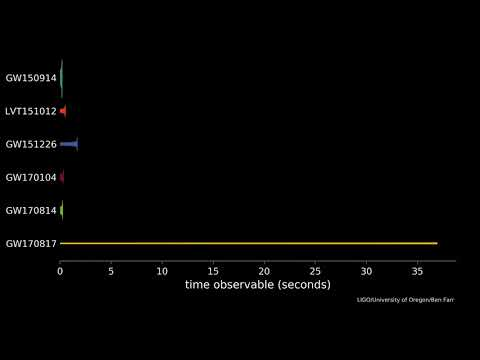 GW150914
LVT151012
GW151226
GW170104
GW170814
GW170817
0 5 10 15 20 25 30 35
time observable (seconds)
LIGO/University of Oregon/Ben Farr